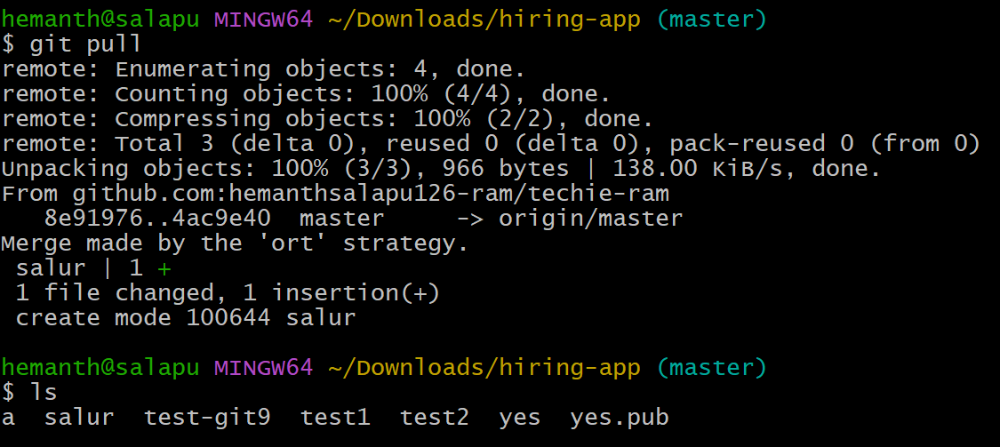 hemanth@salapu MINGW64 ~/Downloads/hiring-app (master)
$ git pull
remote: Enumerating objects: 4, done.
remote: Counting objects: 100% (4/4), done.
remote: Compressing objects: 100% (2/2), done.
remote: Total 3 (delta 0), reused 0 (delta 0), pack-reused 0 (from 0)
Unpacking objects: 100% (3/3), 966 bytes | 138.00 KiB/s, done.
From github.com:hemanthsalapu126-ram/techie-ram
   8e91976..4ac9e40  master     -> origin/master
Merge made by the 'ort' strategy.
 salur | 1 +
 1 file changed, 1 insertion(+)
 create mode 100644 salur

hemanth@salapu MINGW64 ~/Downloads/hiring-app (master)
$ ls
a  salur  test-git9  test1  test2  yes  yes.pub